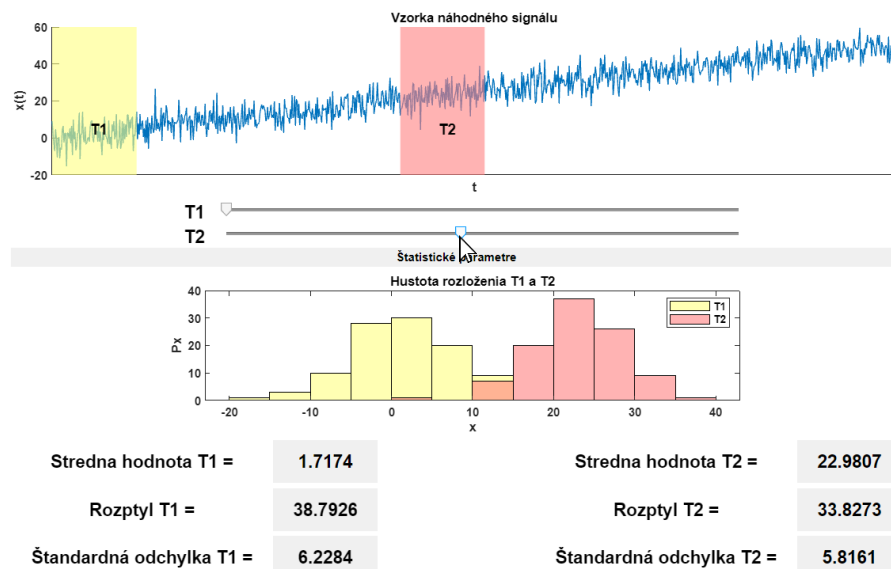 Vzorka náhodného signálu
60
40
20
0
-20
x(t)
T1
T2
t
T1
T2
Štatistické parametre
Hustota rozloženia T1 a T2
40
30
20
10
0
Px
T1
T2
-20 -10 0 10 20 30 40
x
Stredna hodnota T1 = 1.7174 Stredna hodnota T2 = 22.9807
Rozptyl T1 = 38.7926 Rozptyl T2 = 33.8273
Štandardná odchylka T1 = 6.2284 Štandardná odchylka T2 = 5.8161